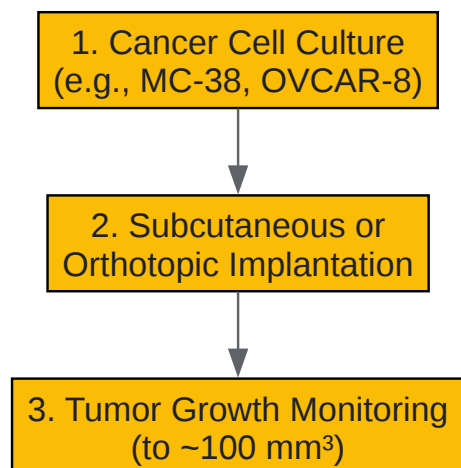 1. Cancer Cell Culture
(e.g., MC-38, OVCAR-8)
2. Subcutaneous or
Orthotopic Implantation
3. Tumor Growth Monitoring
(to ~100 mm³)